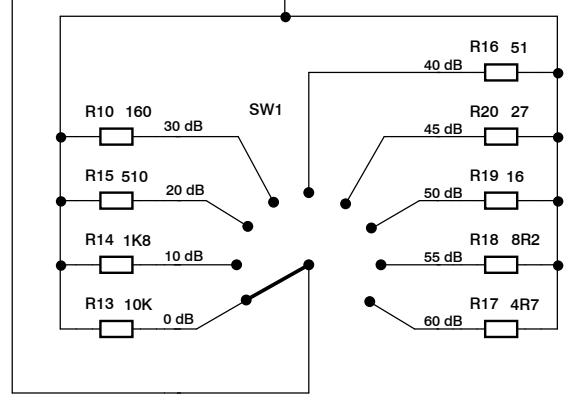 R16 51
40 dB
R10 160
SW1
R20 27
30 dB
45 dB
R15 510
R19 16
20 dB
50 dB
R14 1K8
R18 8R2
10 dB
55 dB
R13 10K
R17 4R7
0 dB
60 dB